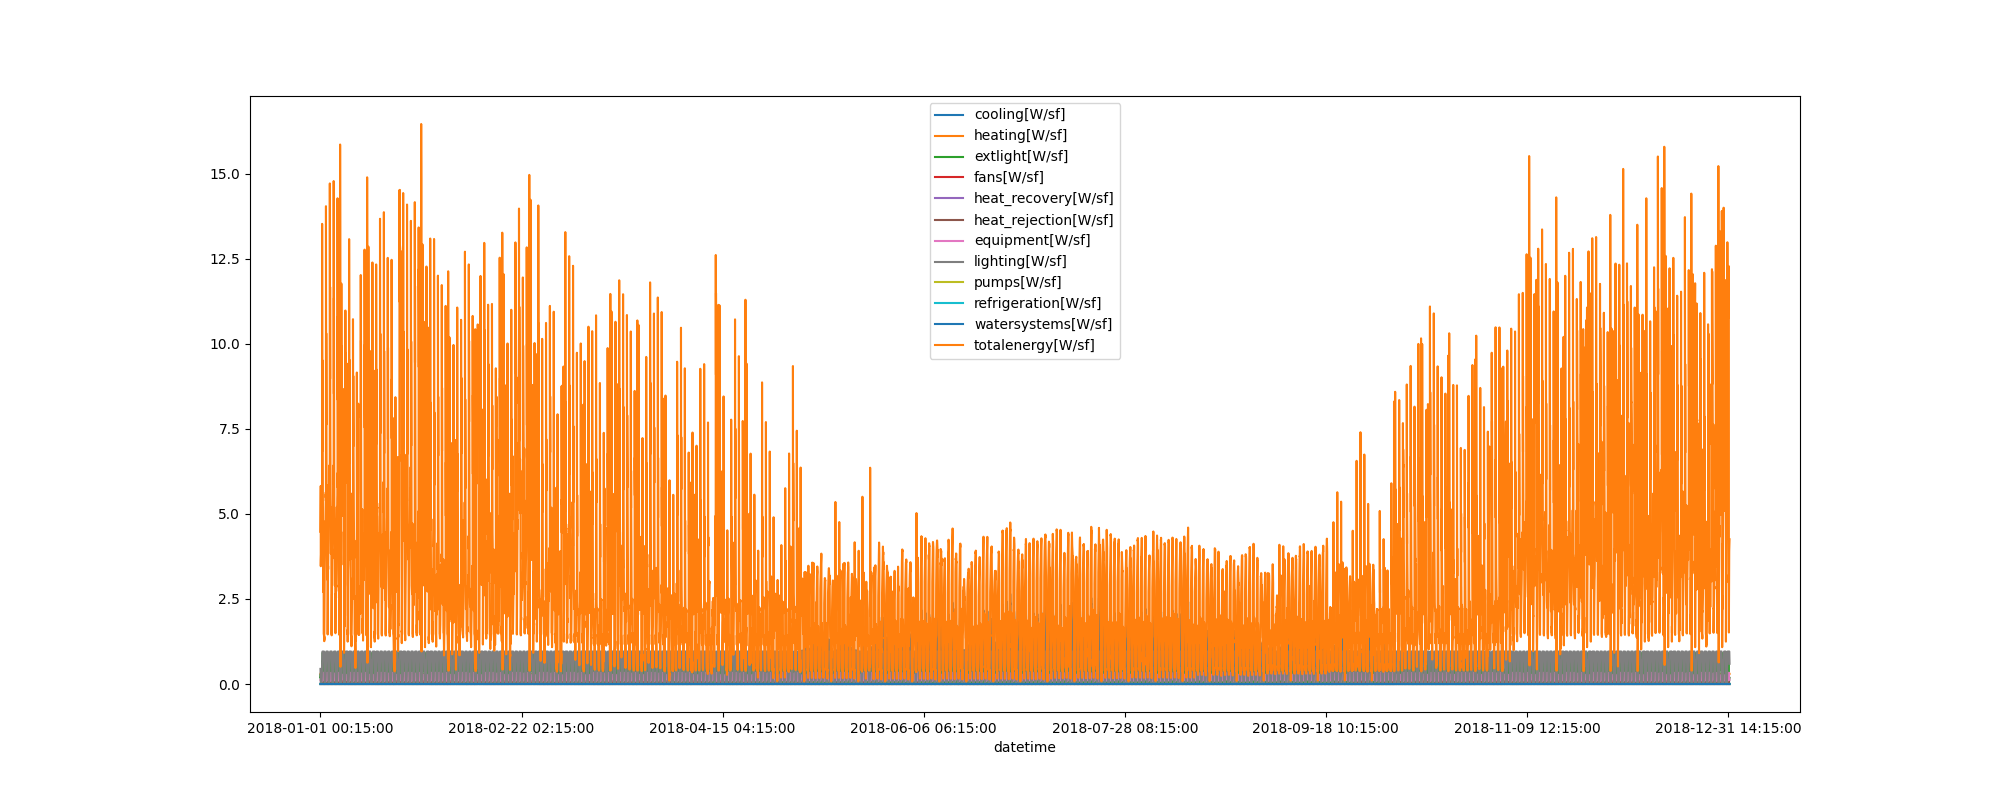 cooling[W/sf]
heating[W/sf]
extlight[W/sf]
fans[W/sf]
heat_recovery[W/sf]
heat_rejection[W/sf]
equipment[W/sf]
lighting[W/sf]
pumps[W/sf]
refrigeration[W/sf]
watersystems[W/sf]
totalenergy[W/sf]
15.0
12.5
10.0
7.5
5.0
2.5
0.0
2018-01-01 00:15:00 2018-02-22 02:15:00 2018-04-15 04:15:00 2018-06-06 06:15:00 2018-07-28 08:15:00 2018-09-18 10:15:00 2018-11-09 12:15:00 2018-12-31 14:15:00
datetime